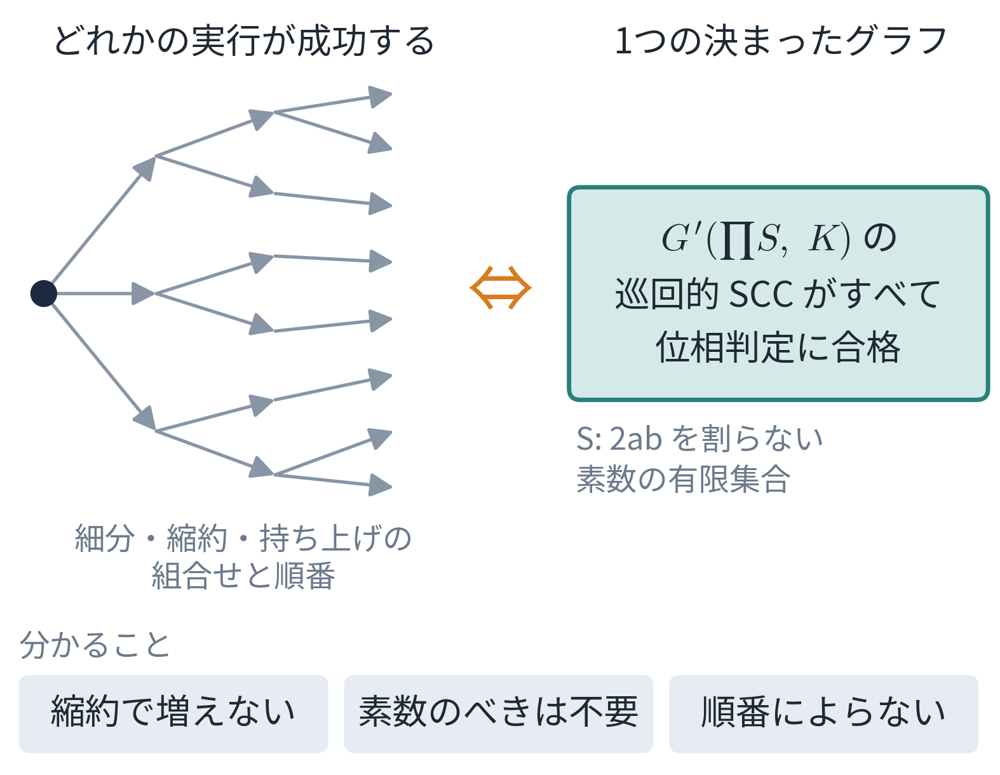 どれかの実行が成功する
1つの決まったグラフ
⇔
G′(∏S, K) の
巡回的 SCC がすべて
位相判定に合格
S: 2ab を割らない
素数の有限集合
細分・縮約・持ち上げの
組合せと順番
分かること
縮約で増えない
素数のべきは不要
順番によらない